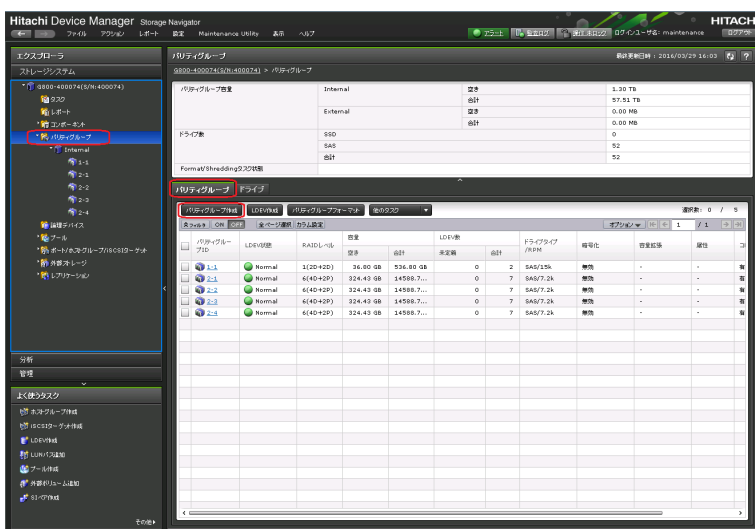 Hitachi Device Manager Storage Navigator
HITACHI
ファイル アクション レポート 設定 Maintenance Utility 表示 ヘルプ
アラート 監査ログ ログインユーザ名: maintenance ログアウト
エクスプローラ
ストレージシステム
G800-400074(S/N:400074)
タスク
レポート
コンポーネント
パリティグループ
Internal
1-1
2-1
2-2
2-3
2-4
論理デバイス
プール
ポート/ホストグループ/iSCSIターゲット
外部ストレージ
レプリケーション
分析
管理
よく使うタスク
ホストグループ作成
iSCSIターゲット作成
LDEV作成
LUNパス追加
プール作成
外部ボリューム追加
SIペア作成
その他
パリティグループ
最終更新日時 : 2016/03/29 16:03
G800-400074(S/N:400074) > パリティグループ
パリティグループ容量 Internal 空き 1.30 TB
合計 57.51 TB
External 空き 0.00 MB
合計 0.00 MB
ドライブ数 SSD 0
SAS 52
合計 52
Format/Shreddingタスク状態
パリティグループ ドライブ
パリティグループ作成 LDEV作成 パリティグループフォーマット 他のタスク 選択数: 0 / 5
フィルタ ON OFF 全ページ選択 カラム設定 オプション 1 / 1
パリティグループID LDEV状態 RAIDレベル 容量 空き 合計 LDEV数 未定義 合計 ドライブタイプ/RPM 暗号化 容量拡張 属性 コ
1-1 Normal 1(2D+2D) 36.80 GB 536.80 GB 0 2 SAS/15k 無効 - - 有
2-1 Normal 6(4D+2P) 324.43 GB 14588.7... 0 7 SAS/7.2k 無効 - - 有
2-2 Normal 6(4D+2P) 324.43 GB 14588.7... 0 7 SAS/7.2k 無効 - - 有
2-3 Normal 6(4D+2P) 324.43 GB 14588.7... 0 7 SAS/7.2k 無効 - - 有
2-4 Normal 6(4D+2P) 324.43 GB 14588.7... 0 7 SAS/7.2k 無効 - - 有